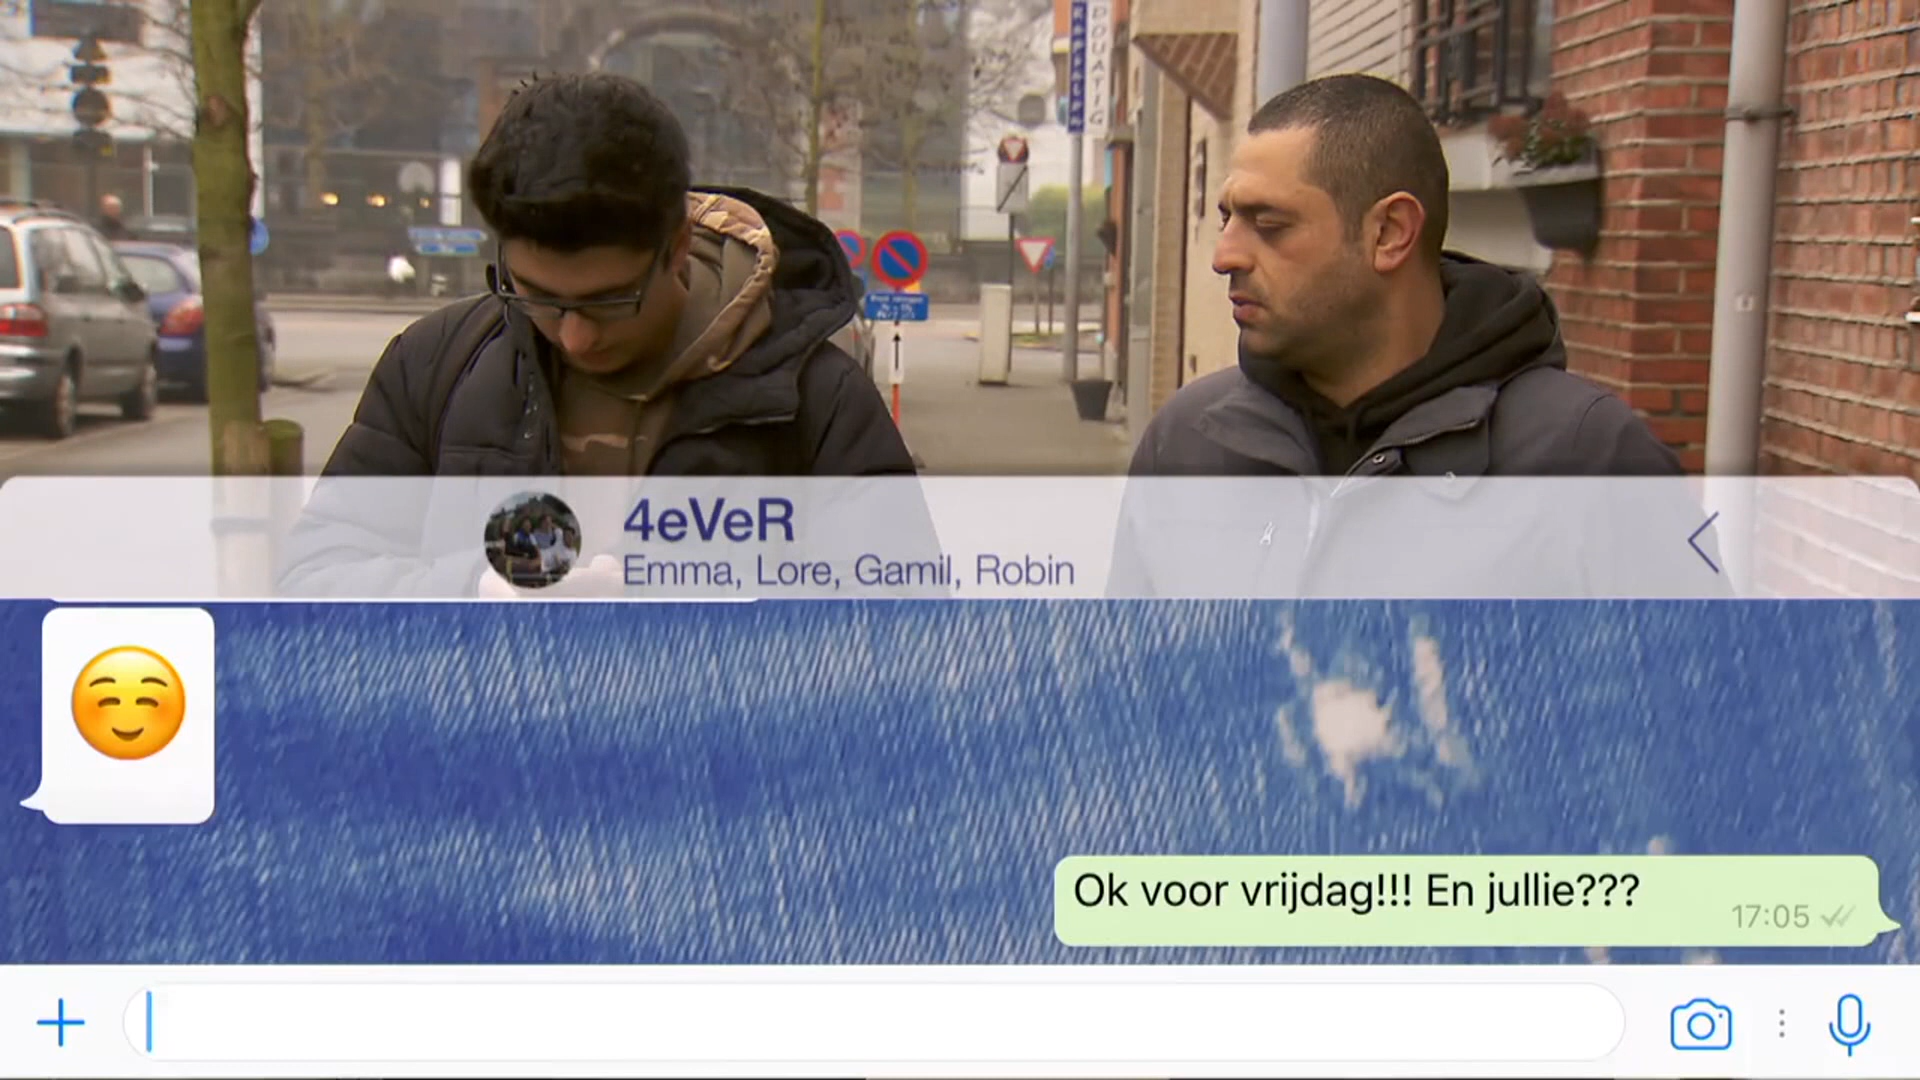 4eVeR
Emma, Lore, Gamil, Robin
Ok voor vrijdag!!! En jullie???
17:05